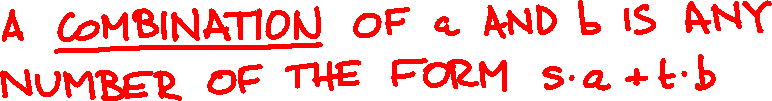 A COMBINATION OF a AND b IS ANY
NUMBER OF THE FORM s·a + t·b